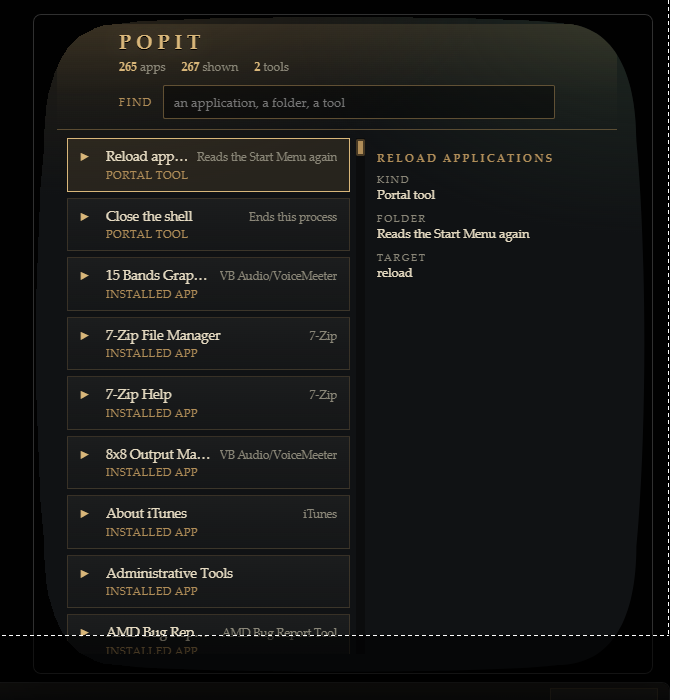 POPIT
265 apps 267 shown 2 tools
FIND an application, a folder, a tool
Reload app... Reads the Start Menu again
PORTAL TOOL
Close the shell Ends this process
PORTAL TOOL
15 Bands Grap... VB Audio/VoiceMeeter
INSTALLED APP
7-Zip File Manager 7-Zip
INSTALLED APP
7-Zip Help 7-Zip
INSTALLED APP
8x8 Output Ma... VB Audio/VoiceMeeter
INSTALLED APP
About iTunes iTunes
INSTALLED APP
Administrative Tools
INSTALLED APP
AMD Bug Rep... AMD Bug Report Tool
INSTALLED APP
RELOAD APPLICATIONS
KIND
Portal tool
FOLDER
Reads the Start Menu again
TARGET
reload